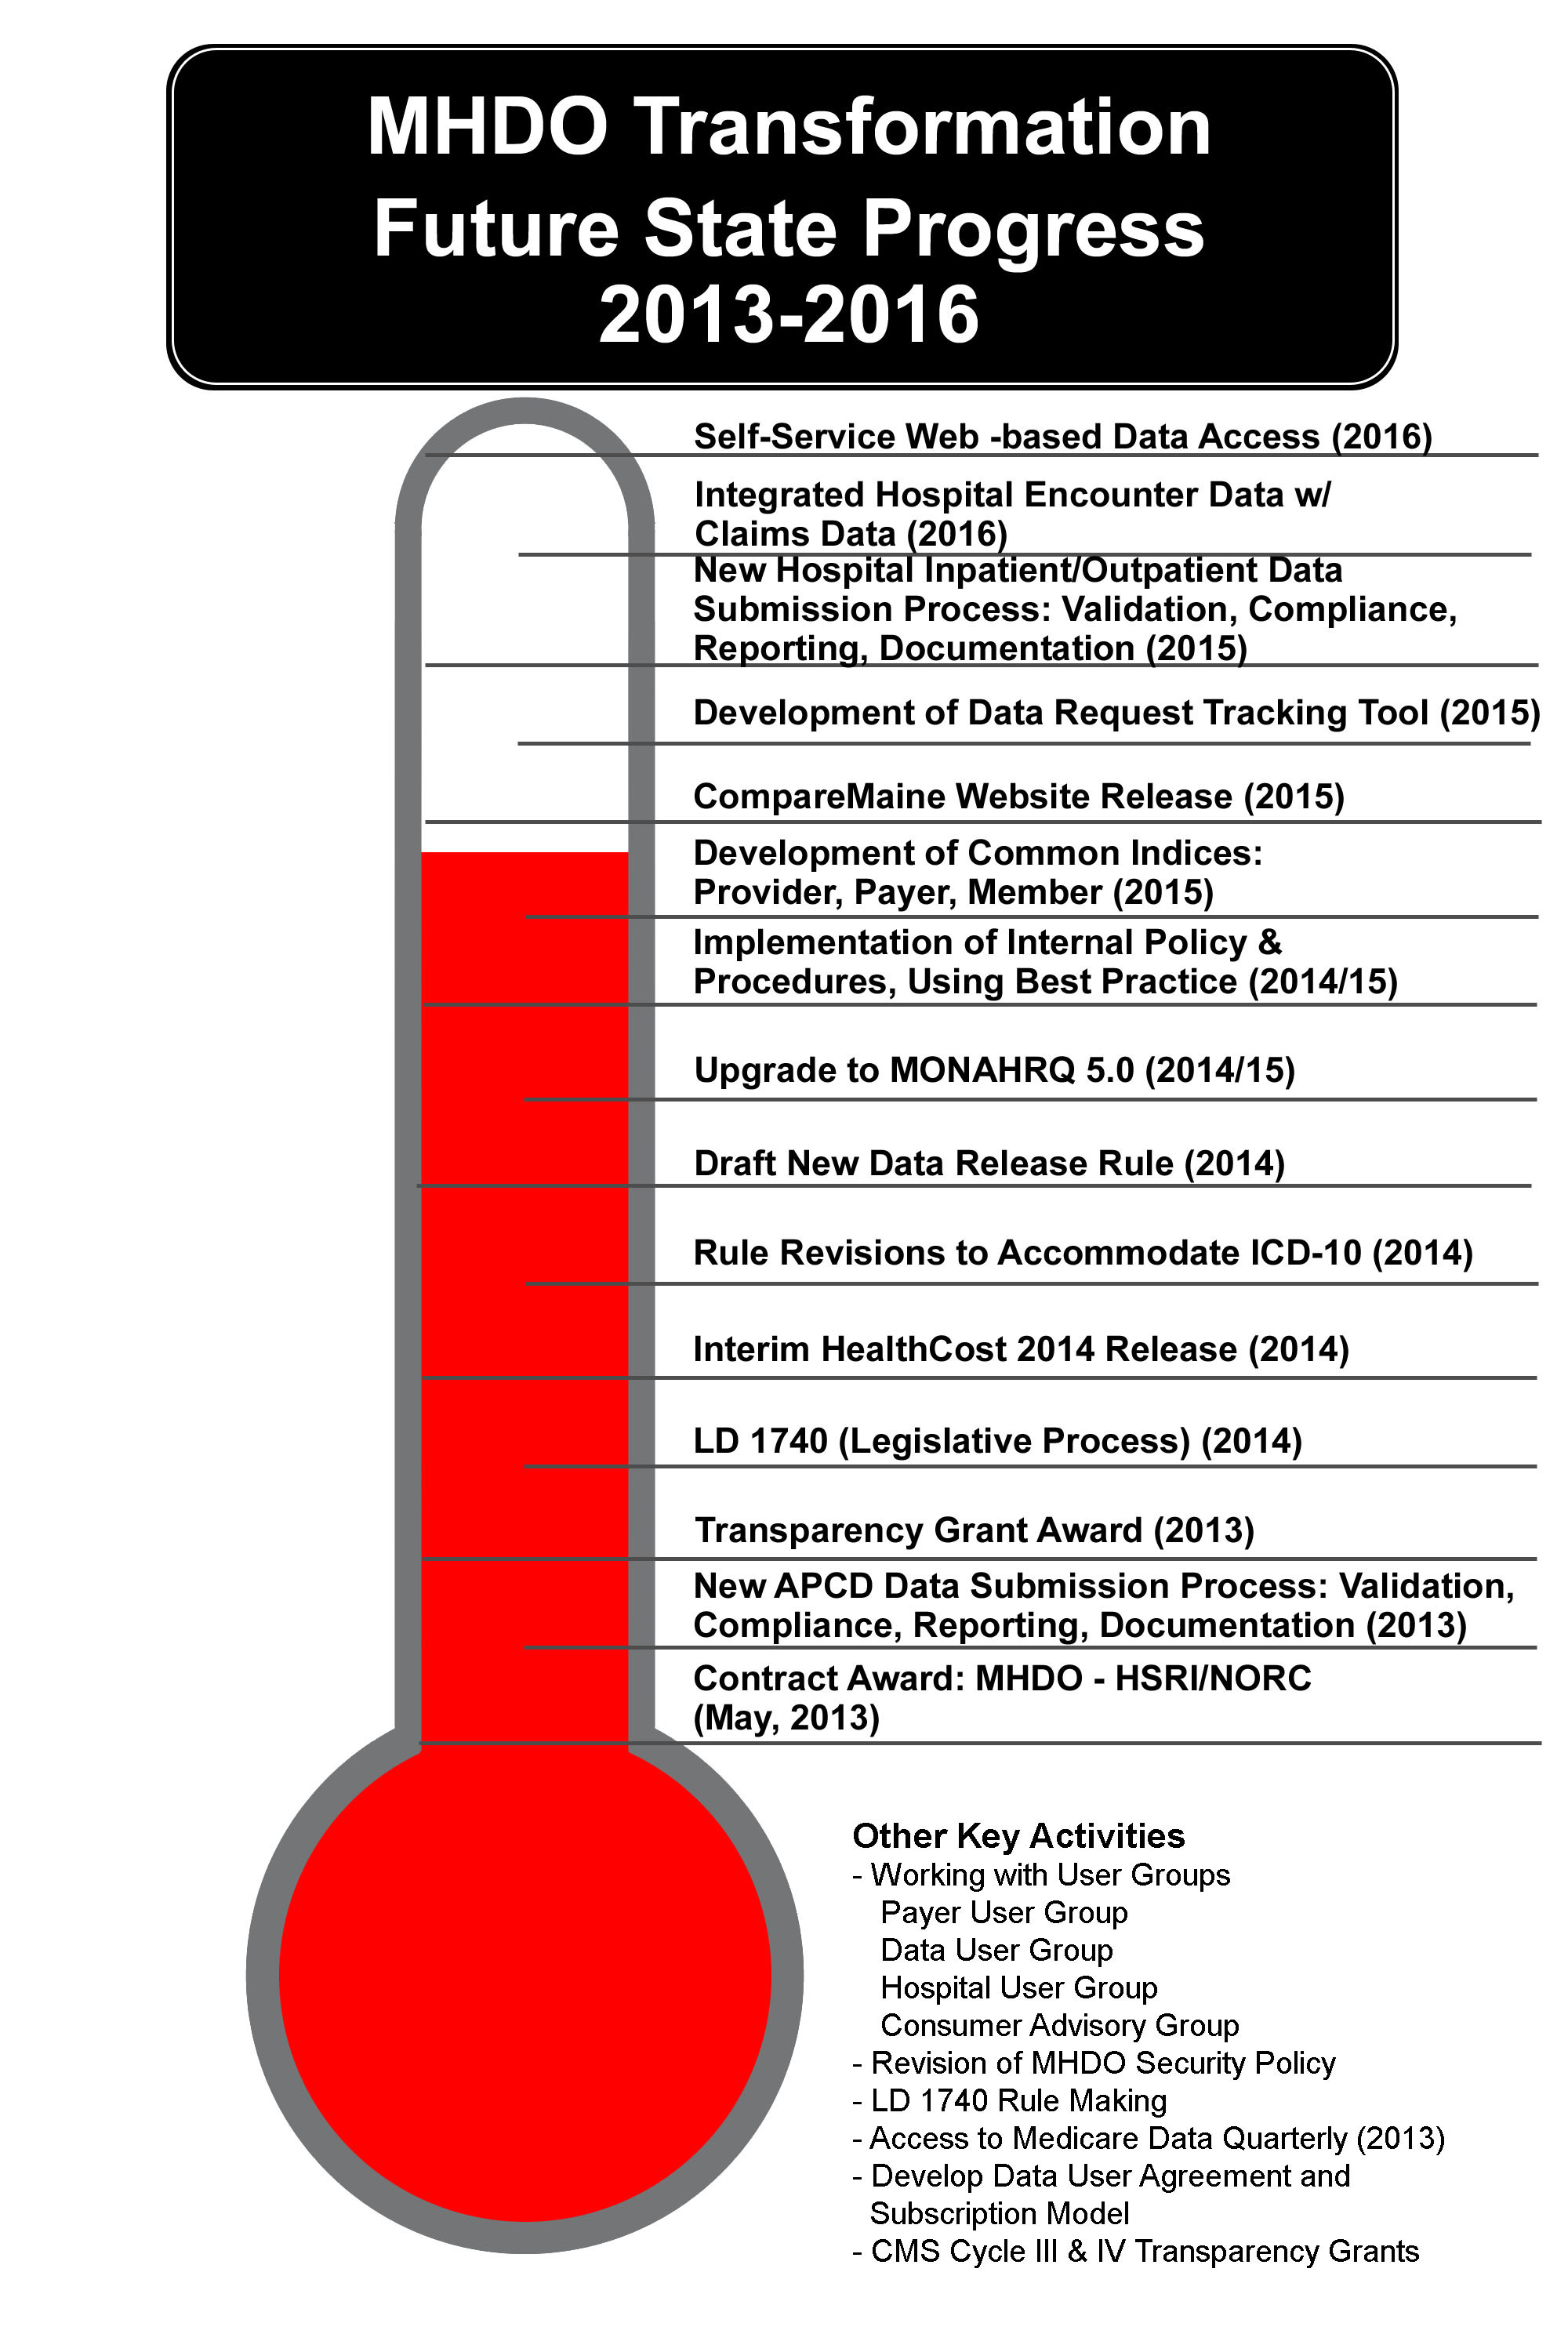 MHDO Transformation
Future State Progress
2013-2016
Self-Service Web -based Data Access (2016)
Integrated Hospital Encounter Data w/
Claims Data (2016)
New Hospital Inpatient/Outpatient Data
Submission Process: Validation, Compliance,
Reporting, Documentation (2015)
Development of Data Request Tracking Tool (2015)
CompareMaine Website Release (2015)
Development of Common Indices:
Provider, Payer, Member (2015)
Implementation of Internal Policy &
Procedures, Using Best Practice (2014/15)
Upgrade to MONAHRQ 5.0 (2014/15)
Draft New Data Release Rule (2014)
Rule Revisions to Accommodate ICD-10 (2014)
Interim HealthCost 2014 Release (2014)
LD 1740 (Legislative Process) (2014)
Transparency Grant Award (2013)
New APCD Data Submission Process: Validation,
Compliance, Reporting, Documentation (2013)
Contract Award: MHDO - HSRI/NORC
(May, 2013)
Other Key Activities
- Working with User Groups
Payer User Group
Data User Group
Hospital User Group
Consumer Advisory Group
- Revision of MHDO Security Policy
- LD 1740 Rule Making
- Access to Medicare Data Quarterly (2013)
- Develop Data User Agreement and
Subscription Model
- CMS Cycle III & IV Transparency Grants